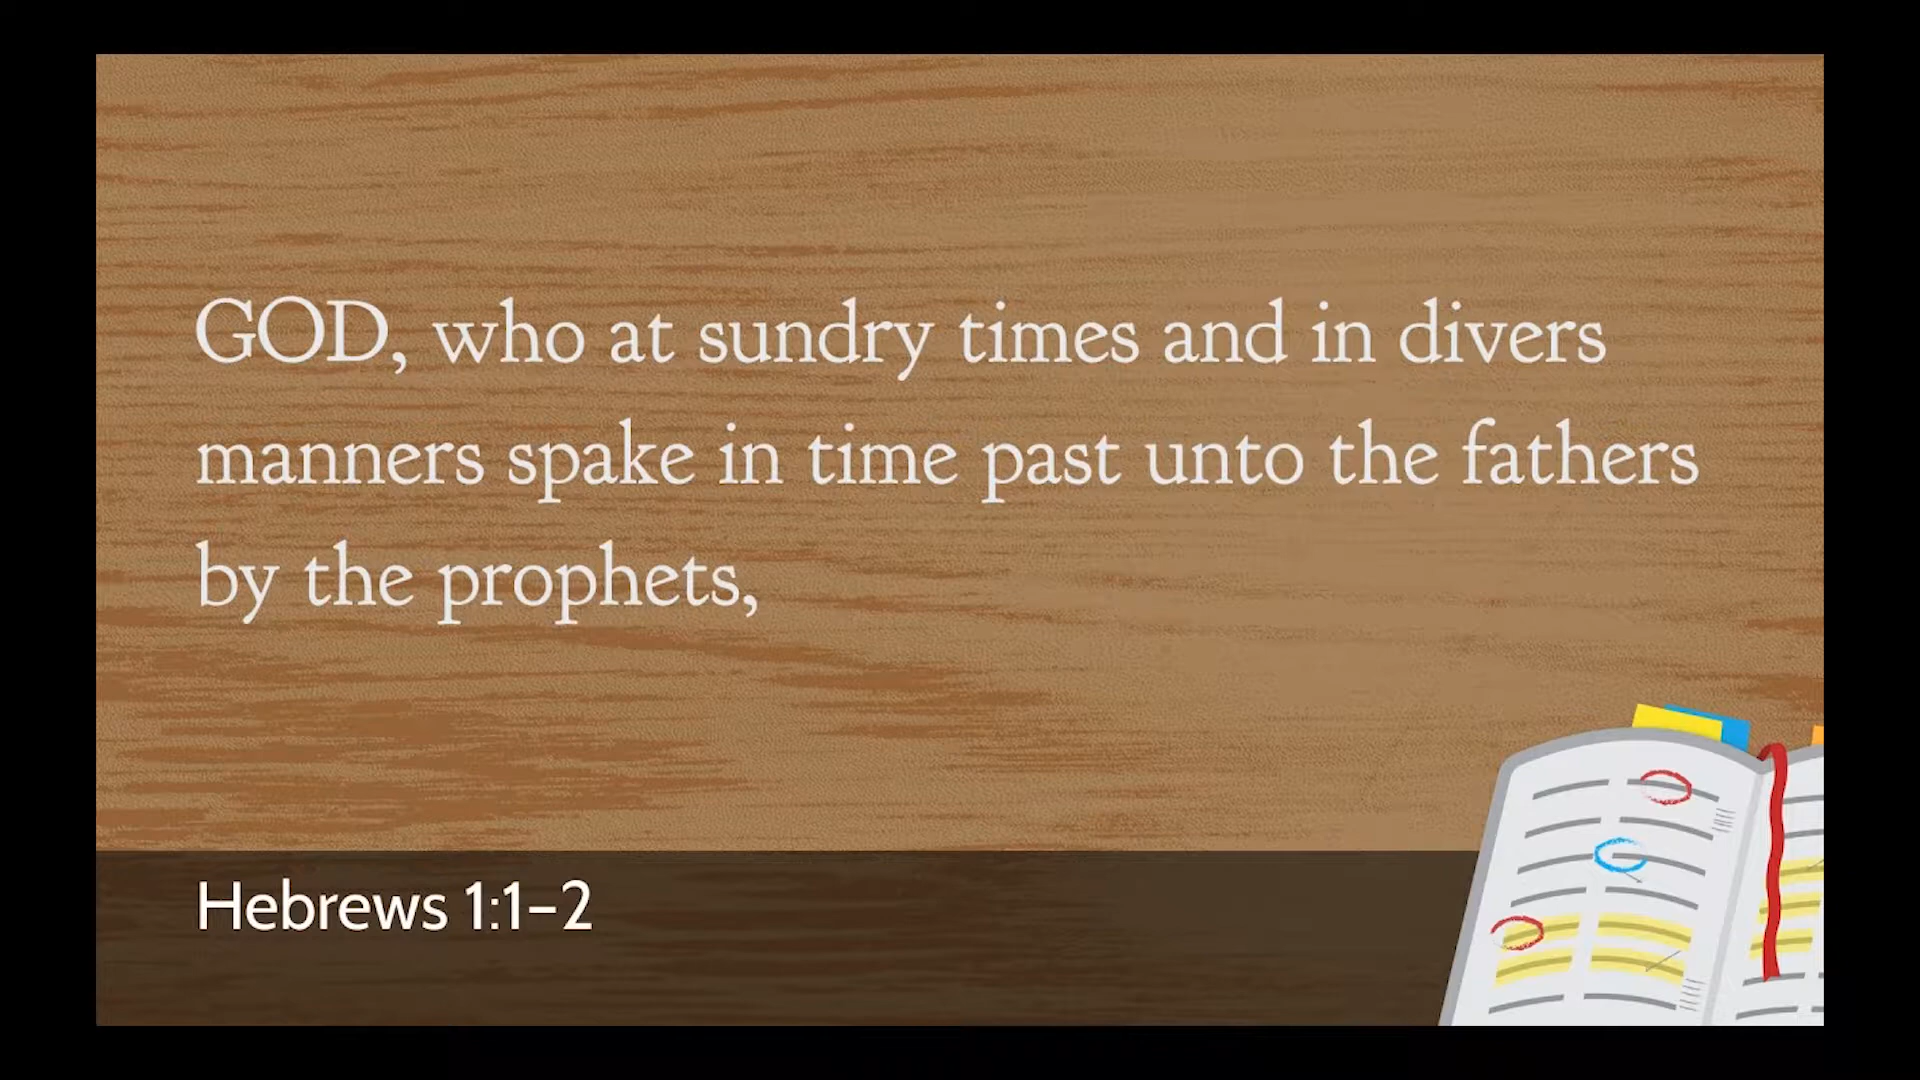 GOD, who at sundry times and in divers
manners spake in time past unto the fathers
by the prophets,
Hebrews 1:1–2